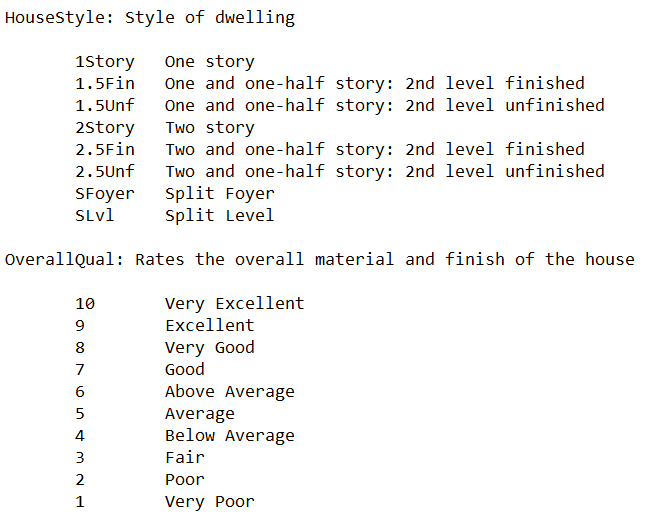 HouseStyle: Style of dwelling
1Story One story
1.5Fin One and one-half story: 2nd level finished
1.5Unf One and one-half story: 2nd level unfinished
2Story Two story
2.5Fin Two and one-half story: 2nd level finished
2.5Unf Two and one-half story: 2nd level unfinished
SFoyer Split Foyer
SLvl Split Level
OverallQual: Rates the overall material and finish of the house
10 Very Excellent
9 Excellent
8 Very Good
7 Good
6 Above Average
5 Average
4 Below Average
3 Fair
2 Poor
1 Very Poor